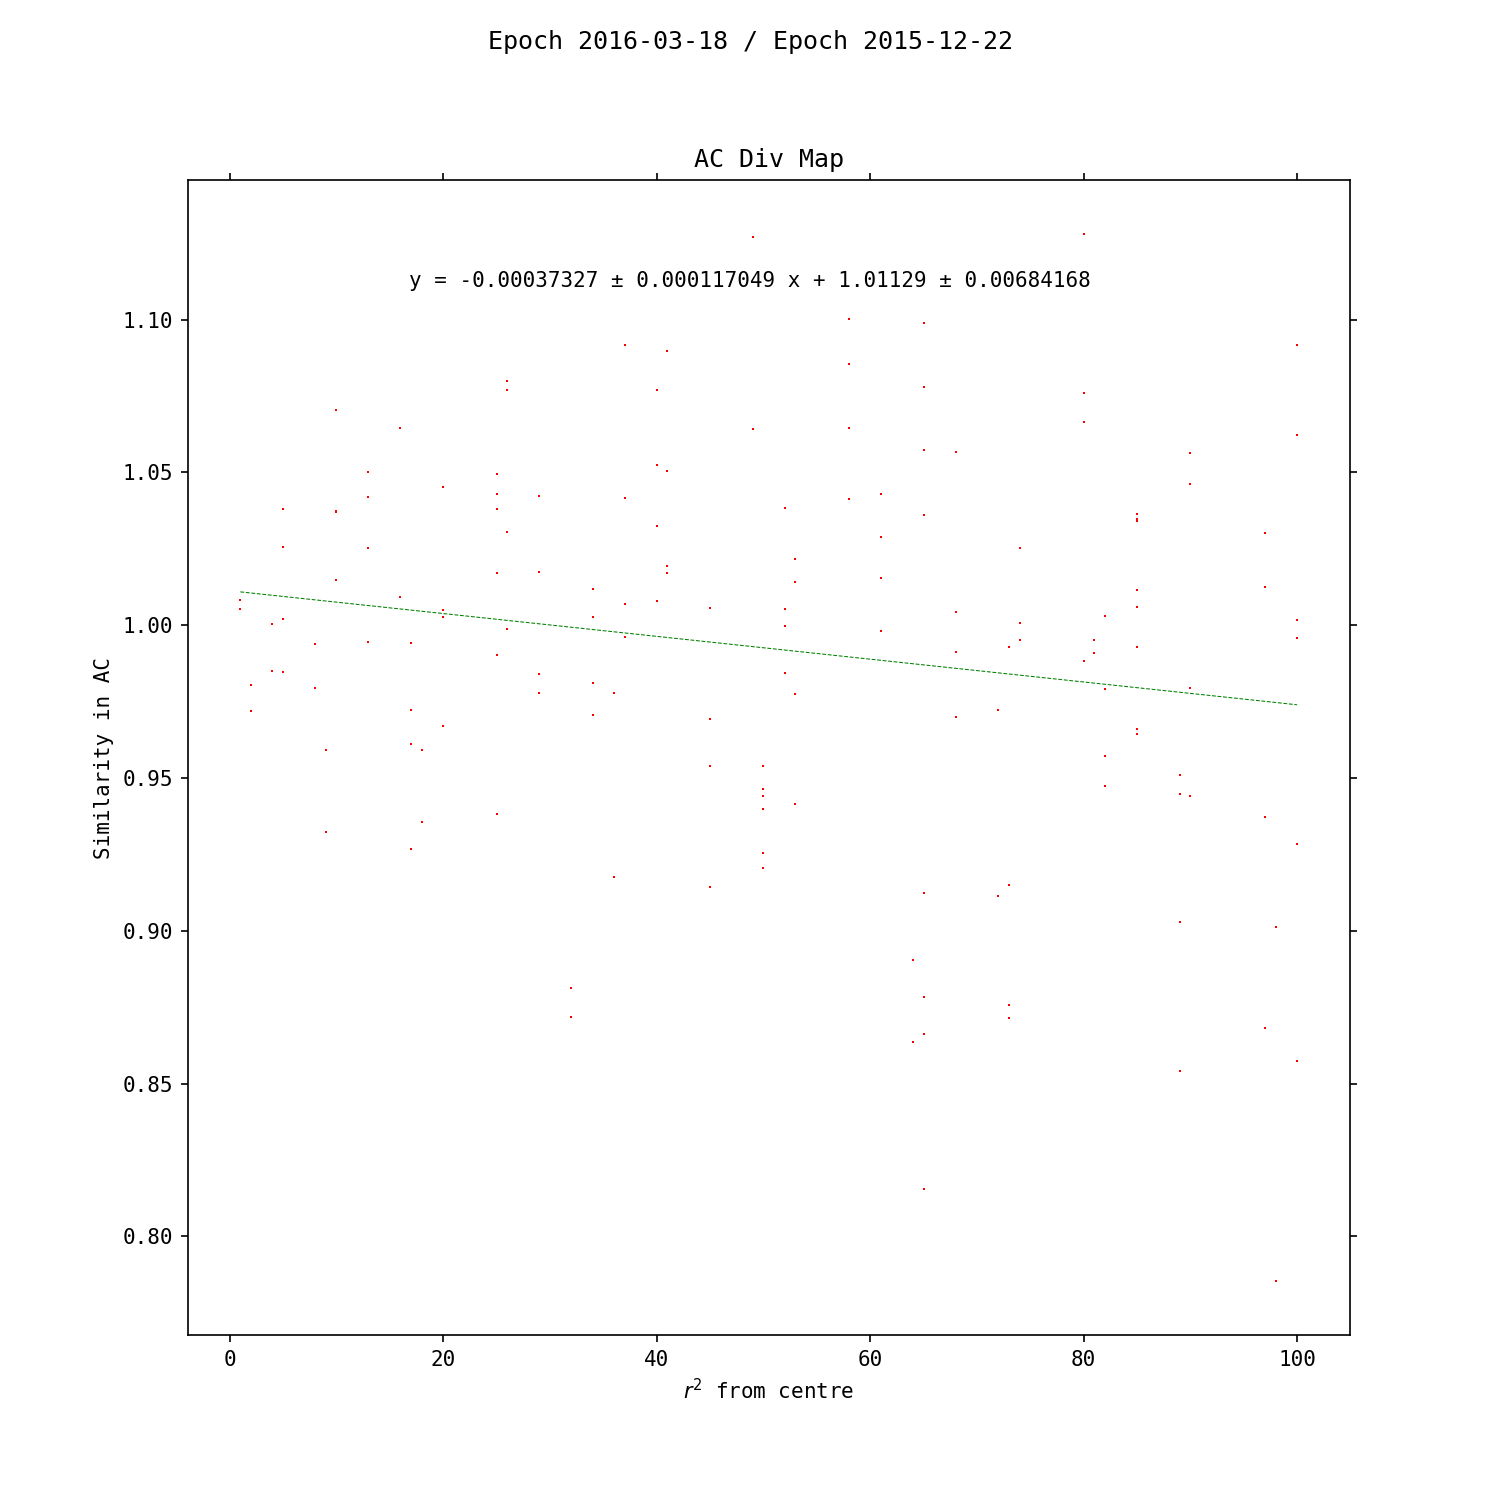 Epoch 2016-03-18 / Epoch 2015-12-22
AC Div Map
y = -0.00037327 ± 0.000117049 x + 1.01129 ± 0.00684168
1.10
1.05
1.00
0.95
0.90
0.85
0.80
Similarity in AC
0 20 40 60 80 100
r² from centre